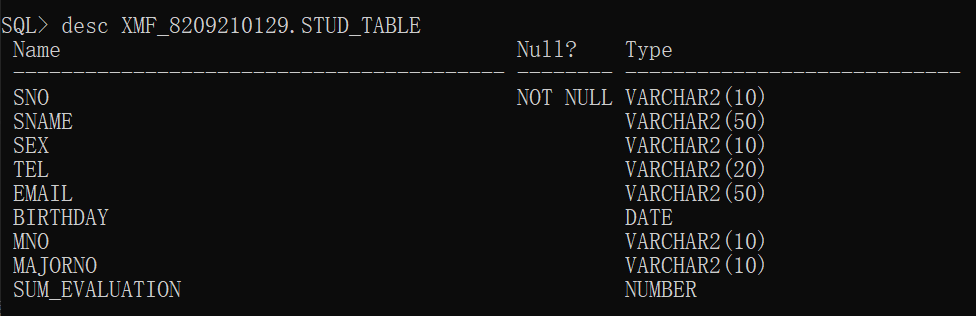 SQL> desc XMF_8209210129.STUD_TABLE
Name Null? Type
----------------------------------------- -------- ----------------------------
SNO NOT NULL VARCHAR2(10)
SNAME VARCHAR2(50)
SEX VARCHAR2(10)
TEL VARCHAR2(20)
EMAIL VARCHAR2(50)
BIRTHDAY DATE
MNO VARCHAR2(10)
MAJORNO VARCHAR2(10)
SUM_EVALUATION NUMBER